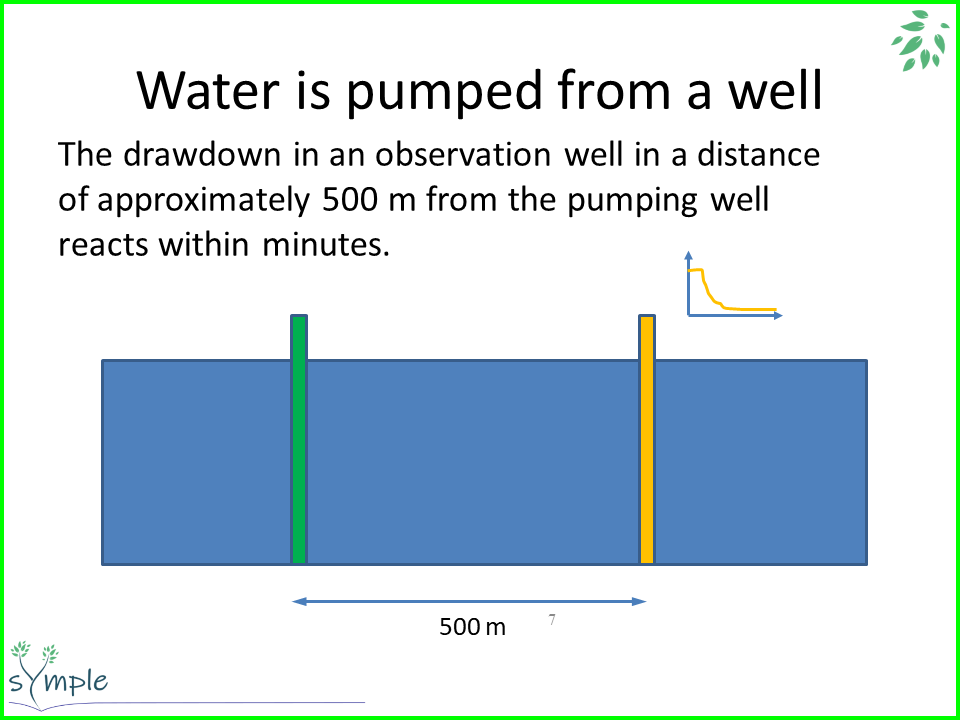 Water is pumped from a well
The drawdown in an observation well in a distance
of approximately 500 m from the pumping well
reacts within minutes.
500 m
7
sYmple